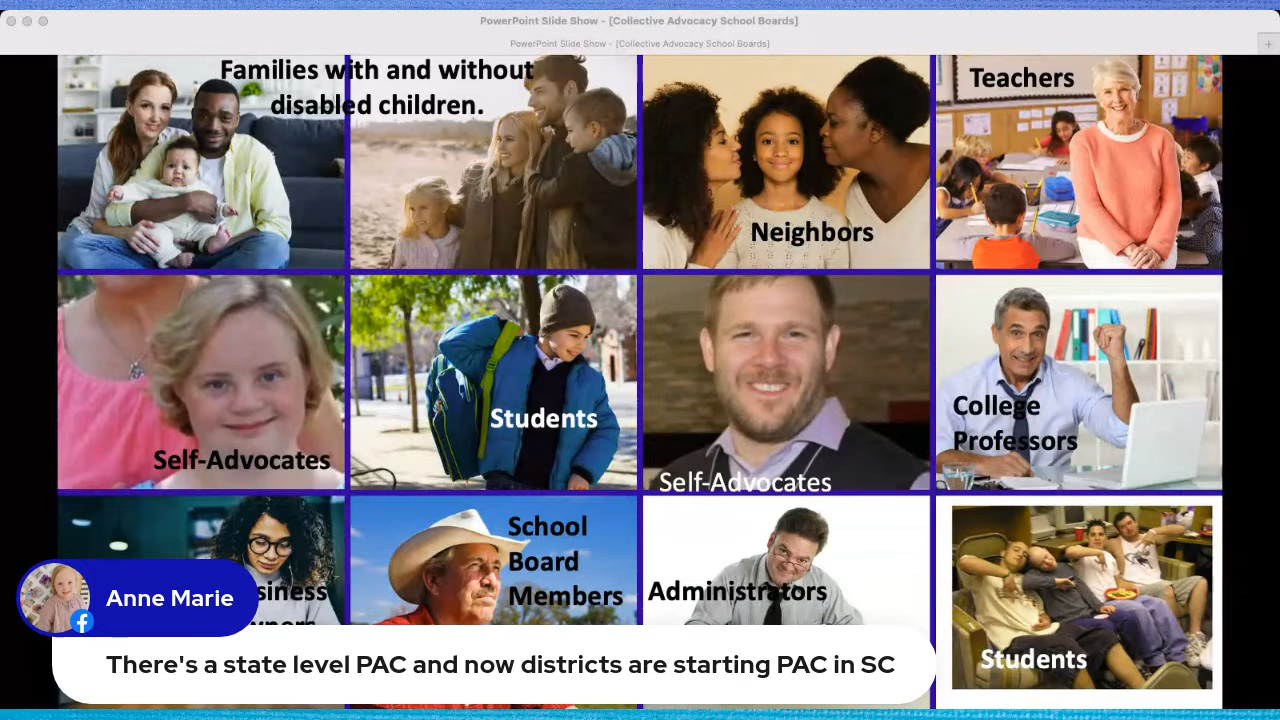 PowerPoint Slide Show - [Collective Advocacy School Boards]
PowerPoint Slide Show - [Collective Advocacy School Boards]
Families with and without
disabled children.
Neighbors
Teachers
Self-Advocates
Students
Self-Advocates
College
Professors
School
Board
Members
Administrators
Students
Anne Marie
There's a state level PAC and now districts are starting PAC in SC